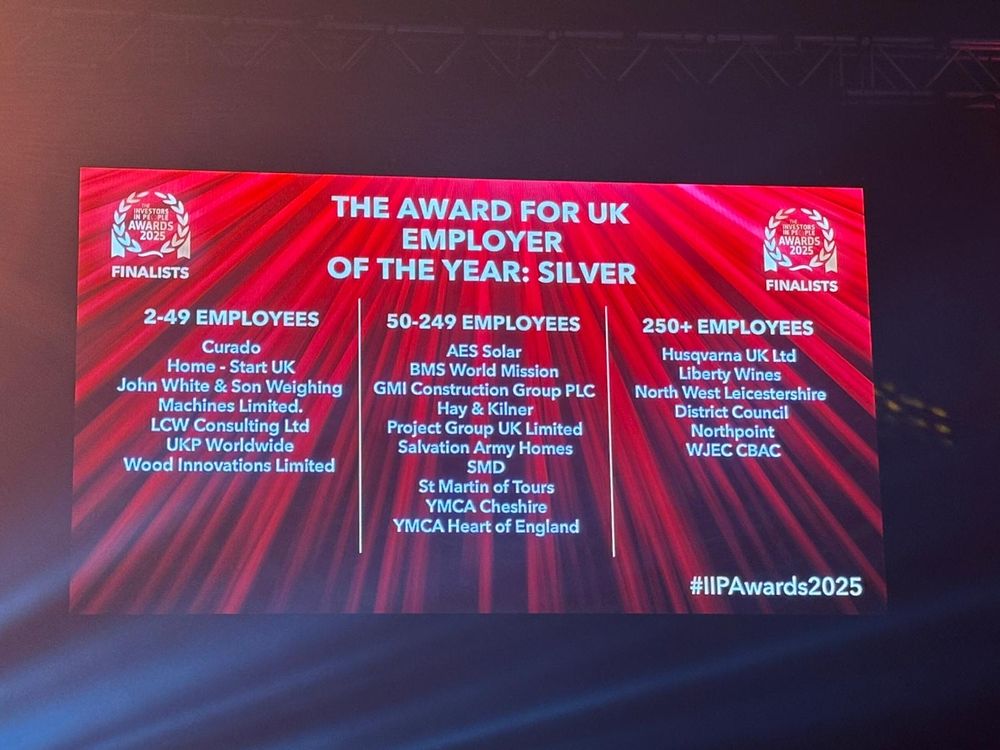 THE INVESTORS
IN PEOPLE
AWARDS
2025
FINALISTS
THE AWARD FOR UK
EMPLOYER
OF THE YEAR: SILVER
THE INVESTORS
IN PEOPLE
AWARDS
2025
FINALISTS
2-49 EMPLOYEES
Curado
Home - Start UK
John White & Son Weighing
Machines Limited.
LCW Consulting Ltd
UKP Worldwide
Wood Innovations Limited
50-249 EMPLOYEES
AES Solar
BMS World Mission
GMI Construction Group PLC
Hay & Kilner
Project Group UK Limited
Salvation Army Homes
SMD
St Martin of Tours
YMCA Cheshire
YMCA Heart of England
250+ EMPLOYEES
Husqvarna UK Ltd
Liberty Wines
North West Leicestershire
District Council
Northpoint
WJEC CBAC
#IIPAwards2025